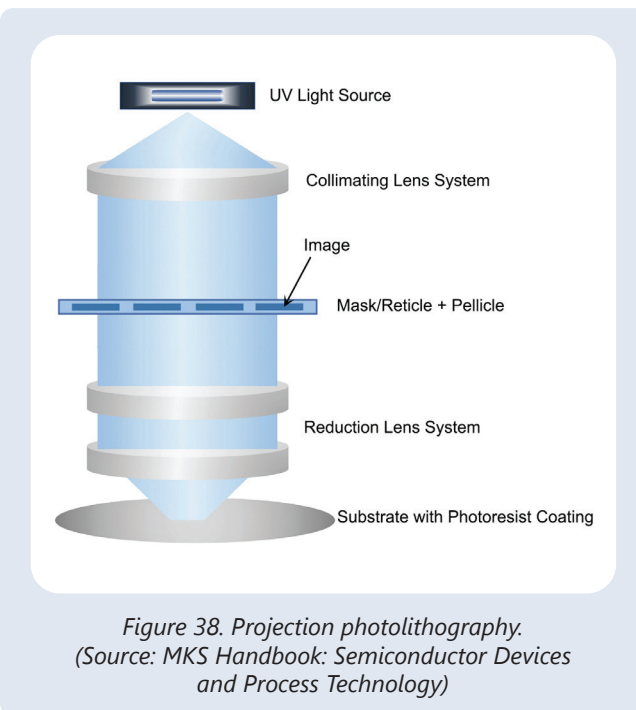 UV Light Source
Collimating Lens System
Image
Mask/Reticle + Pellicle
Reduction Lens System
Substrate with Photoresist Coating
Figure 38. Projection photolithography.
(Source: MKS Handbook: Semiconductor Devices
and Process Technology)